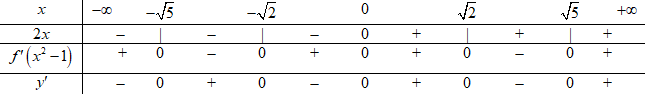 x −∞ −√5 −√2 0 √2 √5 +∞
2x − | − | − 0 + | + | +
f'(x²−1) + 0 − 0 + 0 + 0 − 0 +
y' − 0 + 0 − 0 + 0 − 0 +